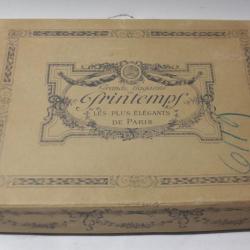 Grands Magasins
Printemps
LES PLUS ÉLÉGANTS
DE PARIS